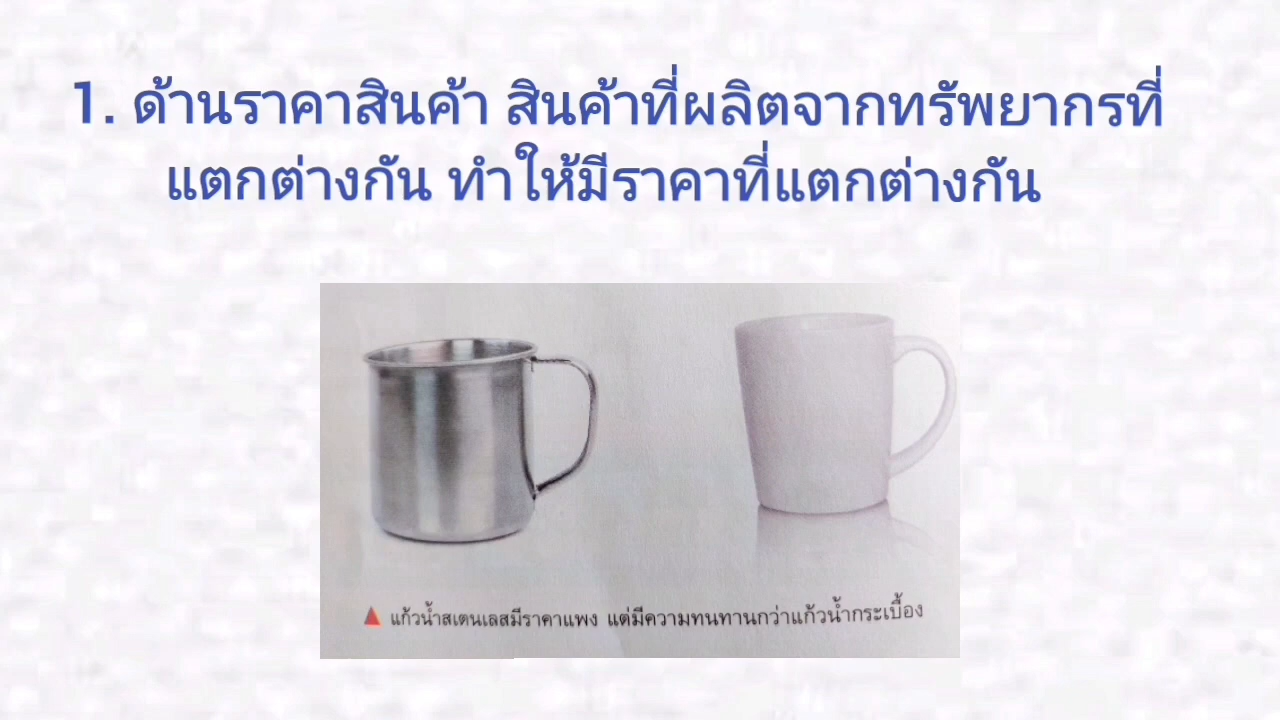 1. ด้านราคาสินค้า สินค้าที่ผลิตจากทรัพยากรที่
แตกต่างกัน ทำให้มีราคาที่แตกต่างกัน
▲ แก้วน้ำสเตนเลสมีราคาแพง แต่มีความทนทานกว่าแก้วน้ำกระเบื้อง